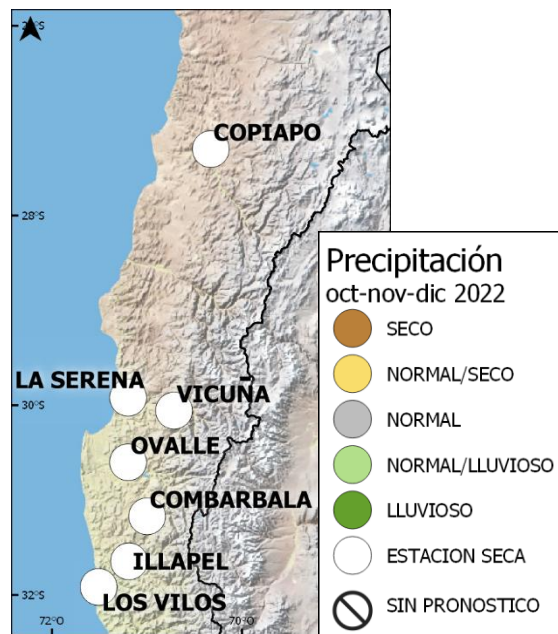 COPIAPO
28°S
LA SERENA
VICUÑA
30°S
OVALLE
COMBARBALA
ILLAPEL
32°S
LOS VILOS
72°O
Precipitación
oct-nov-dic 2022
SECO
NORMAL/SECO
NORMAL
NORMAL/LLUVIOSO
LLUVIOSO
ESTACION SECA
SIN PRONOSTICO